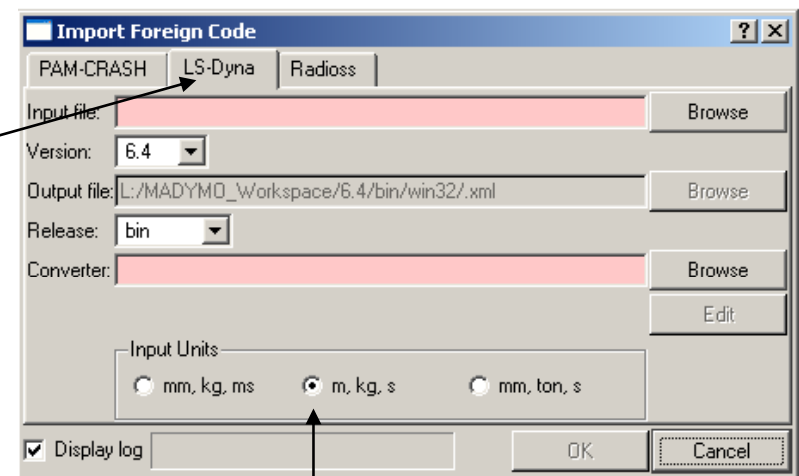 Import Foreign Code
PAM-CRASH LS-Dyna Radioss
Input file: Browse
Version: 6.4
Output file: L:/MADYMO_Workspace/6.4/bin/win32/.xml Browse
Release: bin
Converter: Browse
Edit
Input Units
mm, kg, ms m, kg, s mm, ton, s
Display log OK Cancel